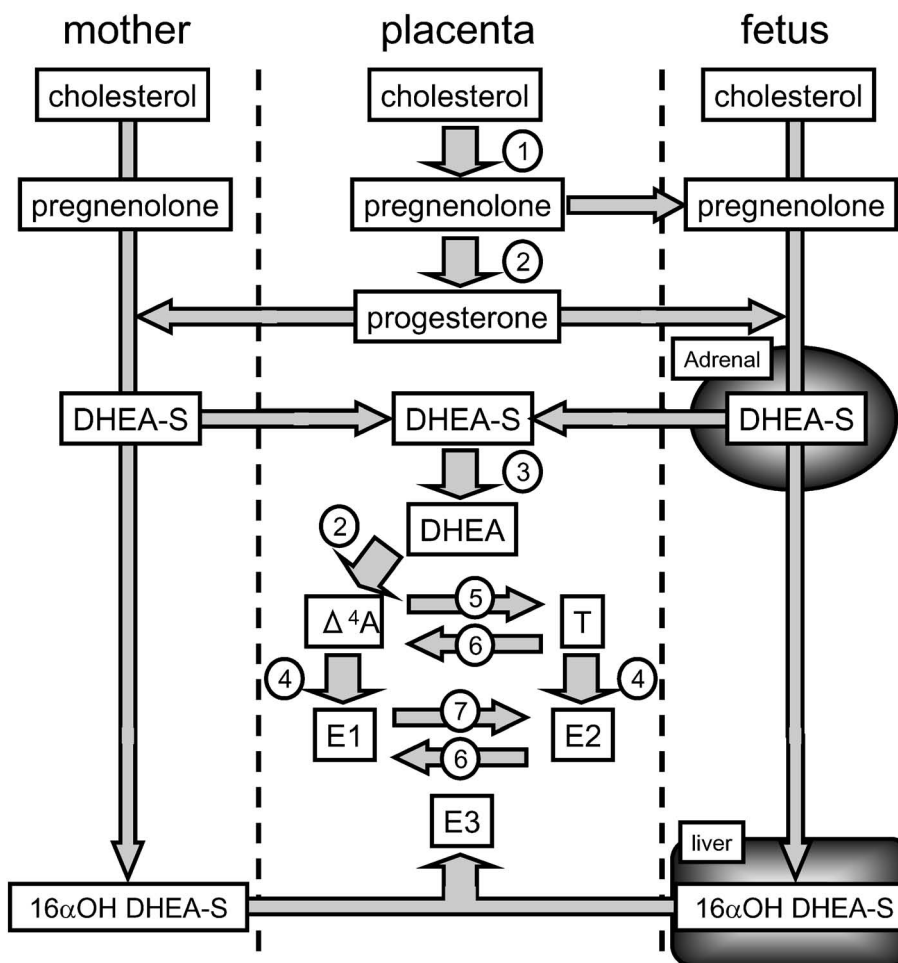 mother placenta fetus
cholesterol cholesterol cholesterol
1
pregnenolone pregnenolone pregnenolone
2
progesterone
Adrenal
DHEA-S DHEA-S DHEA-S
3
2 DHEA
5
Δ ⁴A T
6
4 4
7
E1 E2
6
E3
liver
16αOH DHEA-S 16αOH DHEA-S